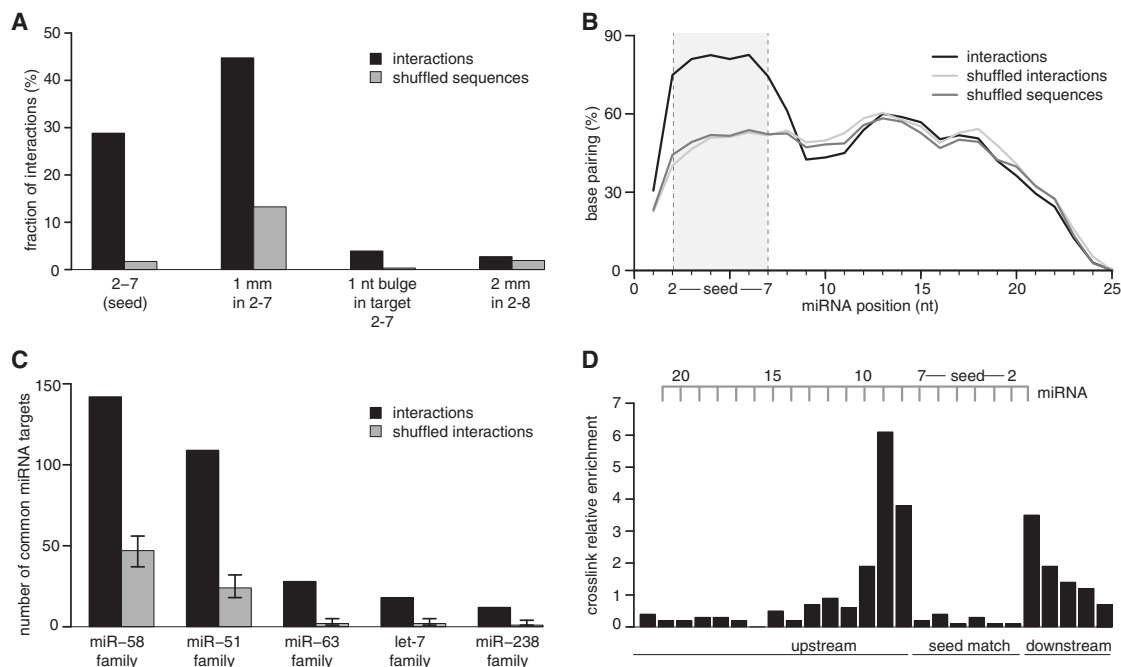 A
fraction of interactions (%)
50
40
30
20
10
0
interactions
shuffled sequences
2–7
(seed)
1 mm
in 2-7
1 nt bulge
in target
2-7
2 mm
in 2-8
B
base pairing (%)
90
60
30
0
interactions
shuffled interactions
shuffled sequences
0
2 — seed — 7
10
15
20
25
miRNA position (nt)
C
number of common miRNA targets
150
100
50
0
interactions
shuffled interactions
miR–58
family
miR–51
family
miR–63
family
let-7
family
miR–238
family
D
20 15 10 7— seed —2
miRNA
crosslink relative enrichment
7
6
5
4
3
2
1
0
upstream seed match downstream